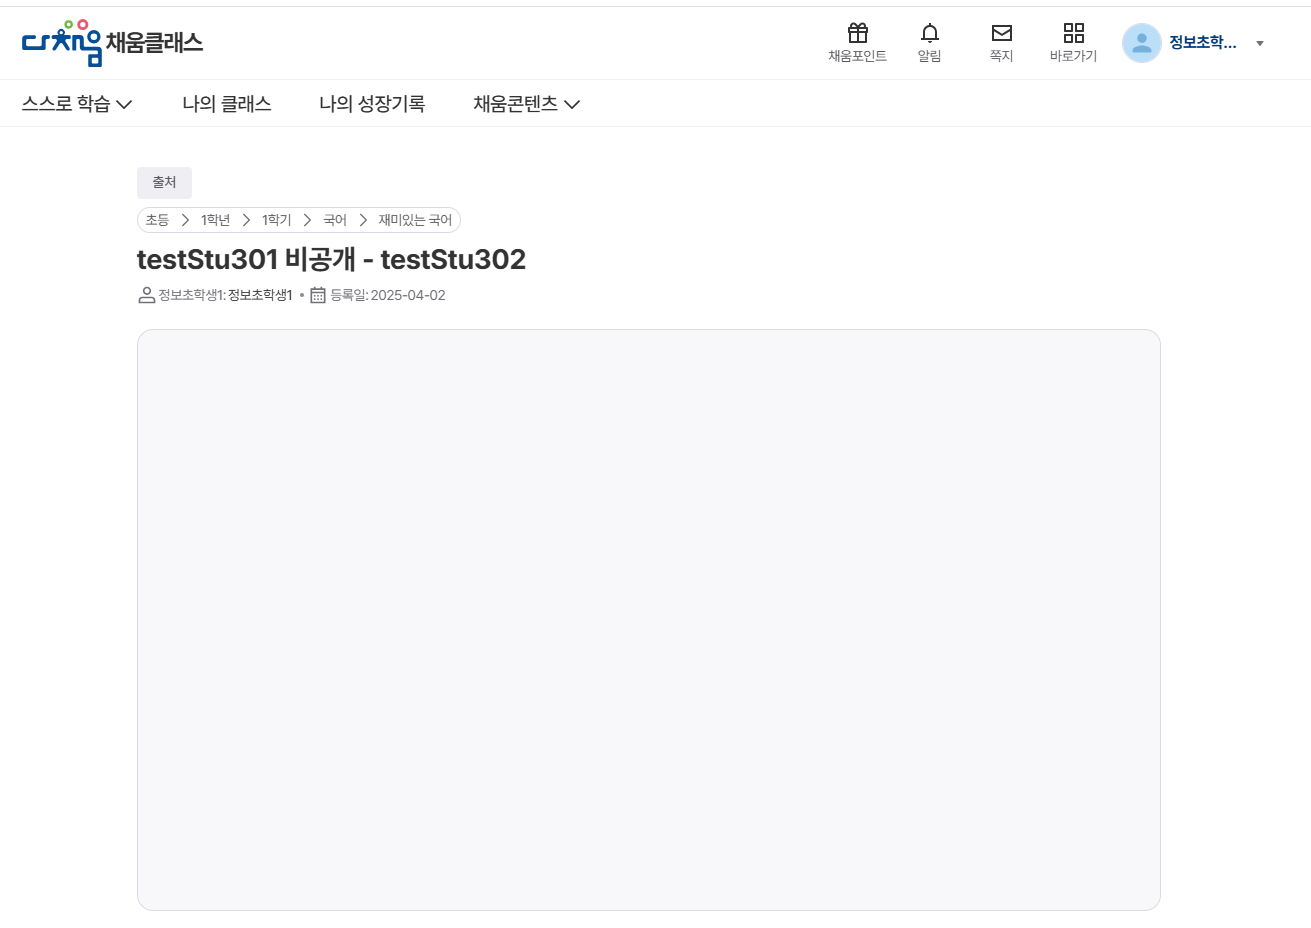 다채움 채움클래스
채움포인트 알림 쪽지 바로가기 정보초학...
스스로 학습 나의 클래스 나의 성장기록 채움콘텐츠
출처
초등 > 1학년 > 1학기 > 국어 > 재미있는 국어
testStu301 비공개 - testStu302
정보초학생1: 정보초학생1 • 등록일: 2025-04-02